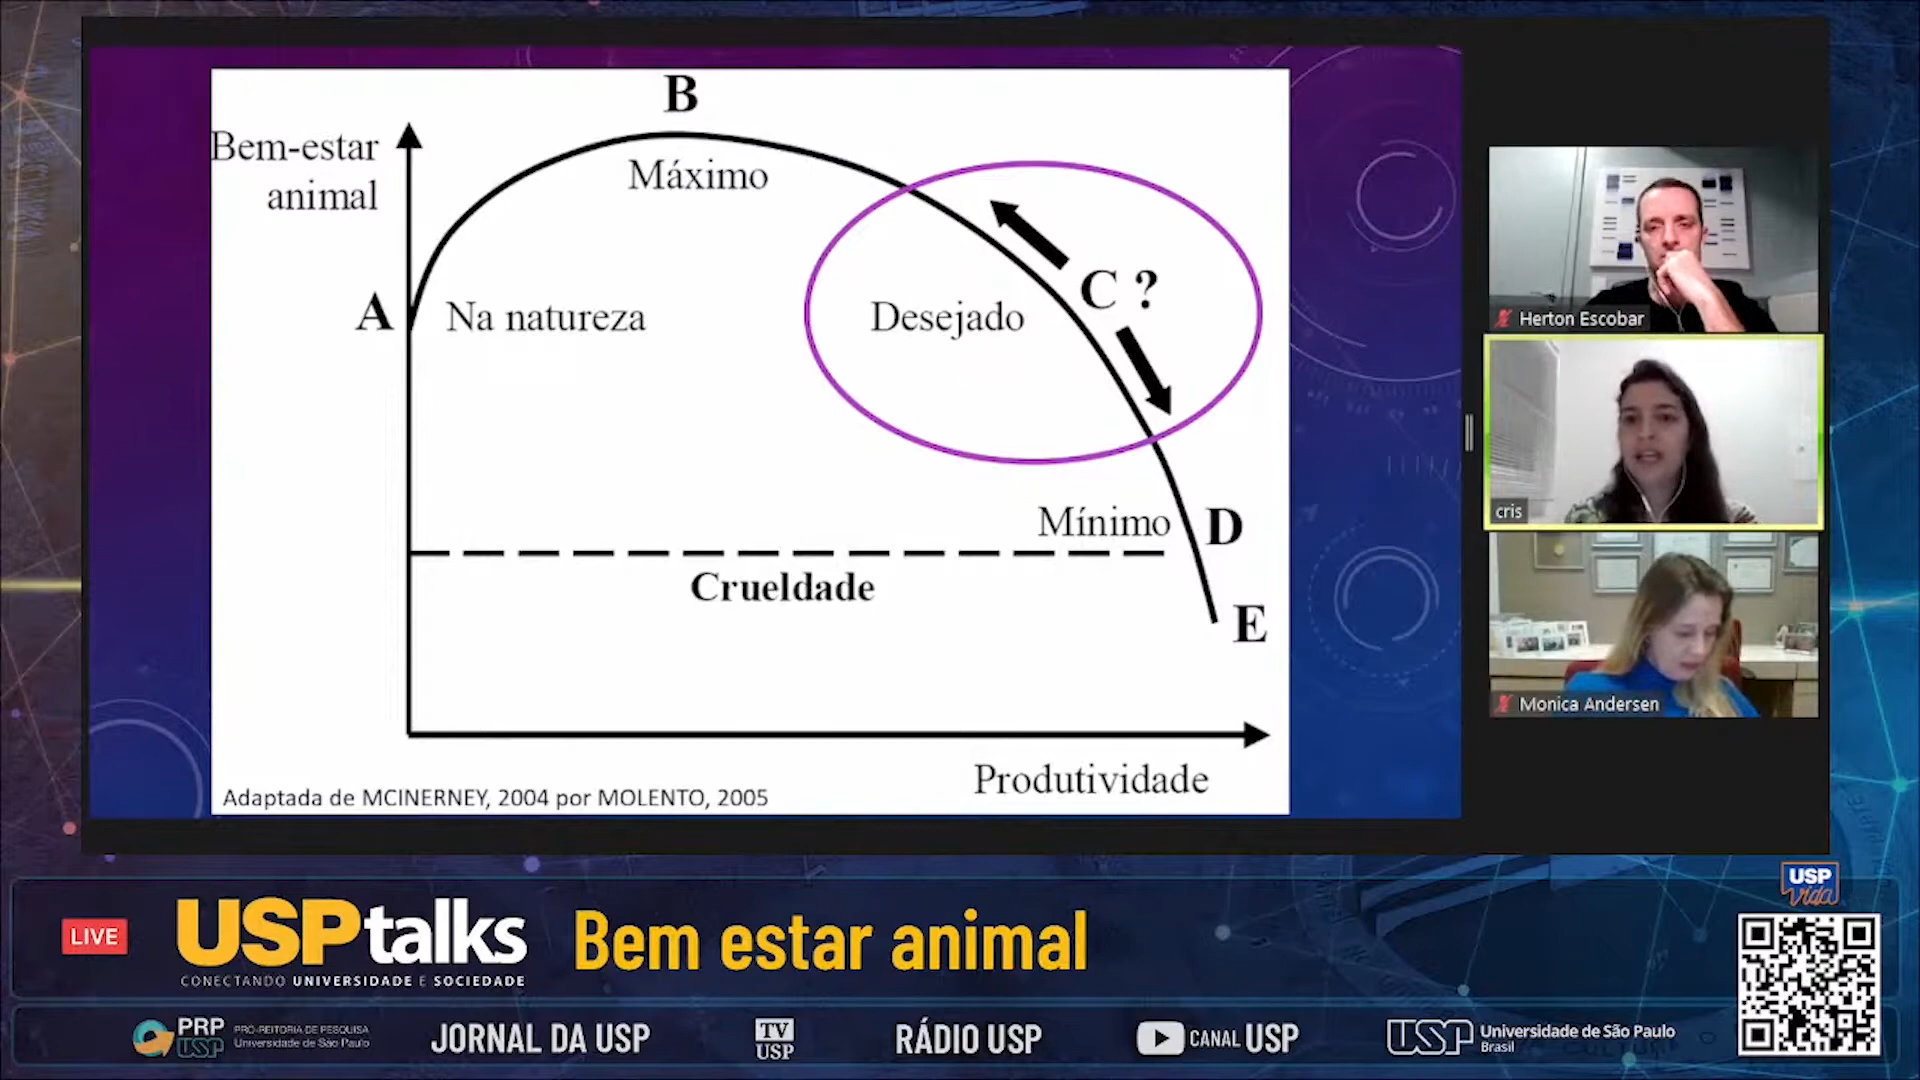 B
Bem-estar
animal
Máximo
A
Na natureza
Desejado
C ?
Mínimo
D
Crueldade
E
Produtividade
Adaptada de MCINERNEY, 2004 por MOLENTO, 2005
Herton Escobar
cris
Monica Andersen
LIVE
USPtalks
CONECTANDO UNIVERSIDADE E SOCIEDADE
Bem estar animal
USP
vida
PRP
USP
PRÓ-REITORIA DE PESQUISA
Universidade de São Paulo
JORNAL DA USP
TV
USP
RÁDIO USP
CANAL USP
USP
Universidade de São Paulo
Brasil